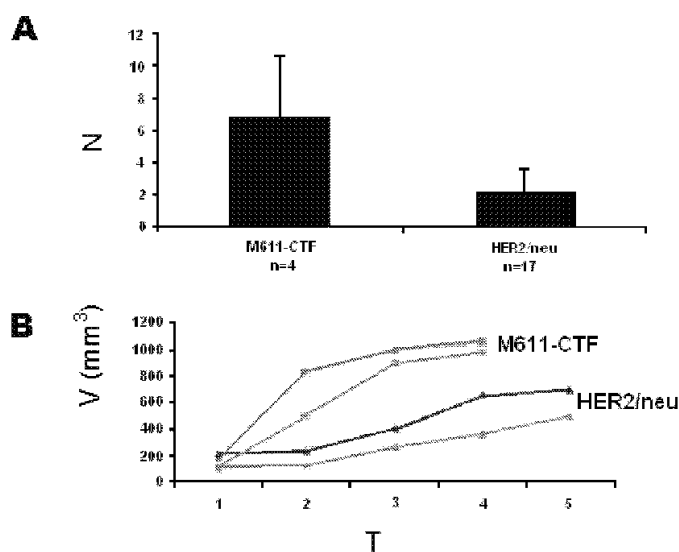 A
12
10
8
6
4
2
0
N
M611-CTF
n=4
HER2/neu
n=17
B
V (mm³)
1200
1000
800
600
400
200
0
M611-CTF
HER2/neu
1 2 3 4 5
T